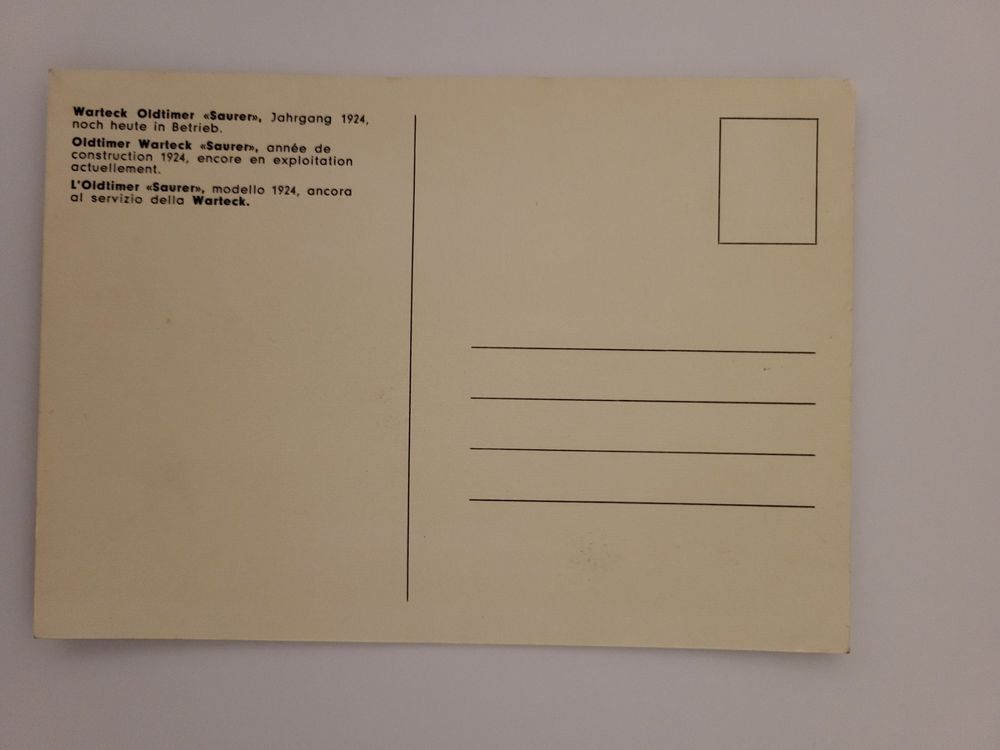 Warteck Oldtimer «Saurer», Jahrgang 1924,
noch heute in Betrieb.
Oldtimer Warteck «Saurer», année de
construction 1924, encore en exploitation
actuellement.
L'Oldtimer «Saurer», modello 1924, ancora
al servizio della Warteck.